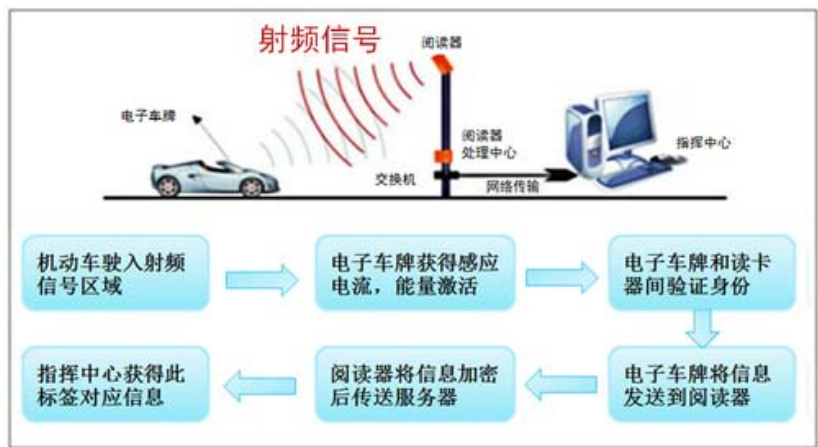 射频信号
阅读器
电子车牌
阅读器
处理中心
指挥中心
交换机
网络传输
机动车驶入射频
信号区域
电子车牌获得感应
电流，能量激活
电子车牌和读卡
器间验证身份
电子车牌将信息
发送到阅读器
阅读器将信息加密
后传送服务器
指挥中心获得此
标签对应信息